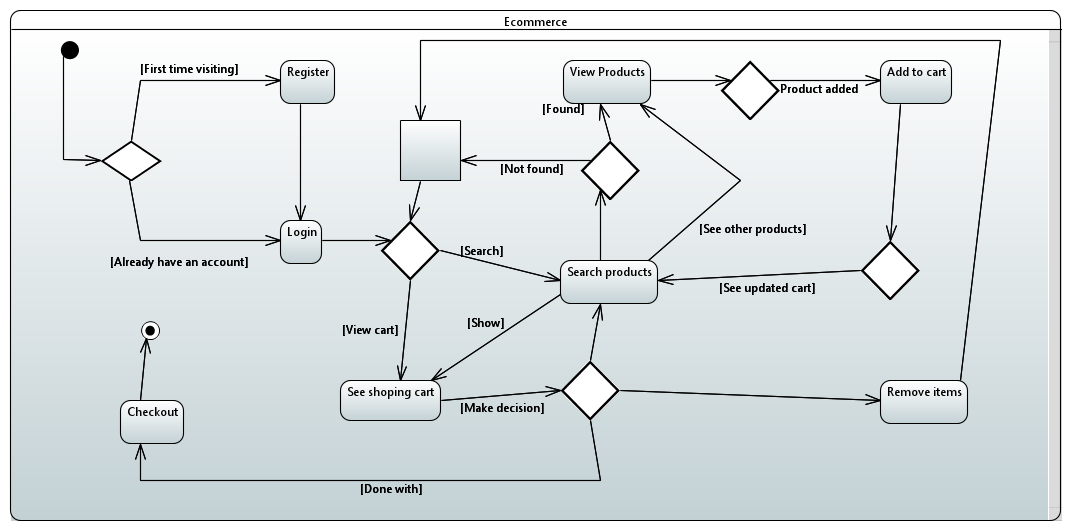 Ecommerce
[First time visiting]
Register
View Products
Add to cart
Product added
[Found]
[Not found]
Login
[Already have an account]
[Search]
Search products
[See other products]
[See updated cart]
[View cart]
[Show]
See shoping cart
[Make decision]
Remove items
Checkout
[Done with]